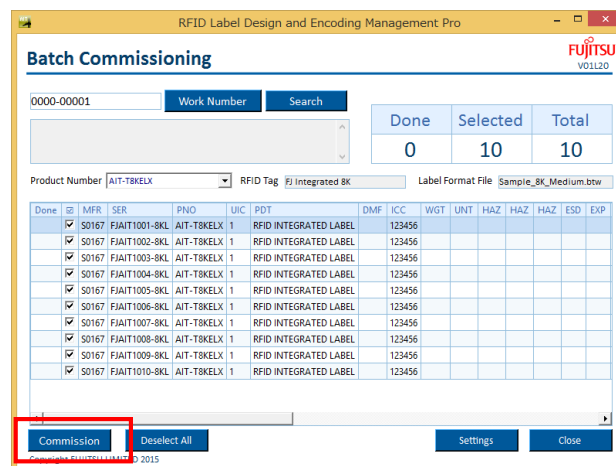 RFID Label Design and Encoding Management Pro
Batch Commissioning
FUJITSU
V01L20
0000-00001 Work Number Search
Done Selected Total
0 10 10
Product Number AIT-T8KELX RFID Tag FJ Integrated 8K Label Format File Sample_8K_Medium.btw
Done MFR SER PNO UIC PDT DMF ICC WGT UNT HAZ HAZ HAZ ESD EXP
S0167 FJAIT1001-8KL AIT-T8KELX 1 RFID INTEGRATED LABEL 123456
S0167 FJAIT1002-8KL AIT-T8KELX 1 RFID INTEGRATED LABEL 123456
S0167 FJAIT1003-8KL AIT-T8KELX 1 RFID INTEGRATED LABEL 123456
S0167 FJAIT1004-8KL AIT-T8KELX 1 RFID INTEGRATED LABEL 123456
S0167 FJAIT1005-8KL AIT-T8KELX 1 RFID INTEGRATED LABEL 123456
S0167 FJAIT1006-8KL AIT-T8KELX 1 RFID INTEGRATED LABEL 123456
S0167 FJAIT1007-8KL AIT-T8KELX 1 RFID INTEGRATED LABEL 123456
S0167 FJAIT1008-8KL AIT-T8KELX 1 RFID INTEGRATED LABEL 123456
S0167 FJAIT1009-8KL AIT-T8KELX 1 RFID INTEGRATED LABEL 123456
S0167 FJAIT1010-8KL AIT-T8KELX 1 RFID INTEGRATED LABEL 123456
Commission Deselect All Settings Close
Copyright FUJITSU LIMITED 2015